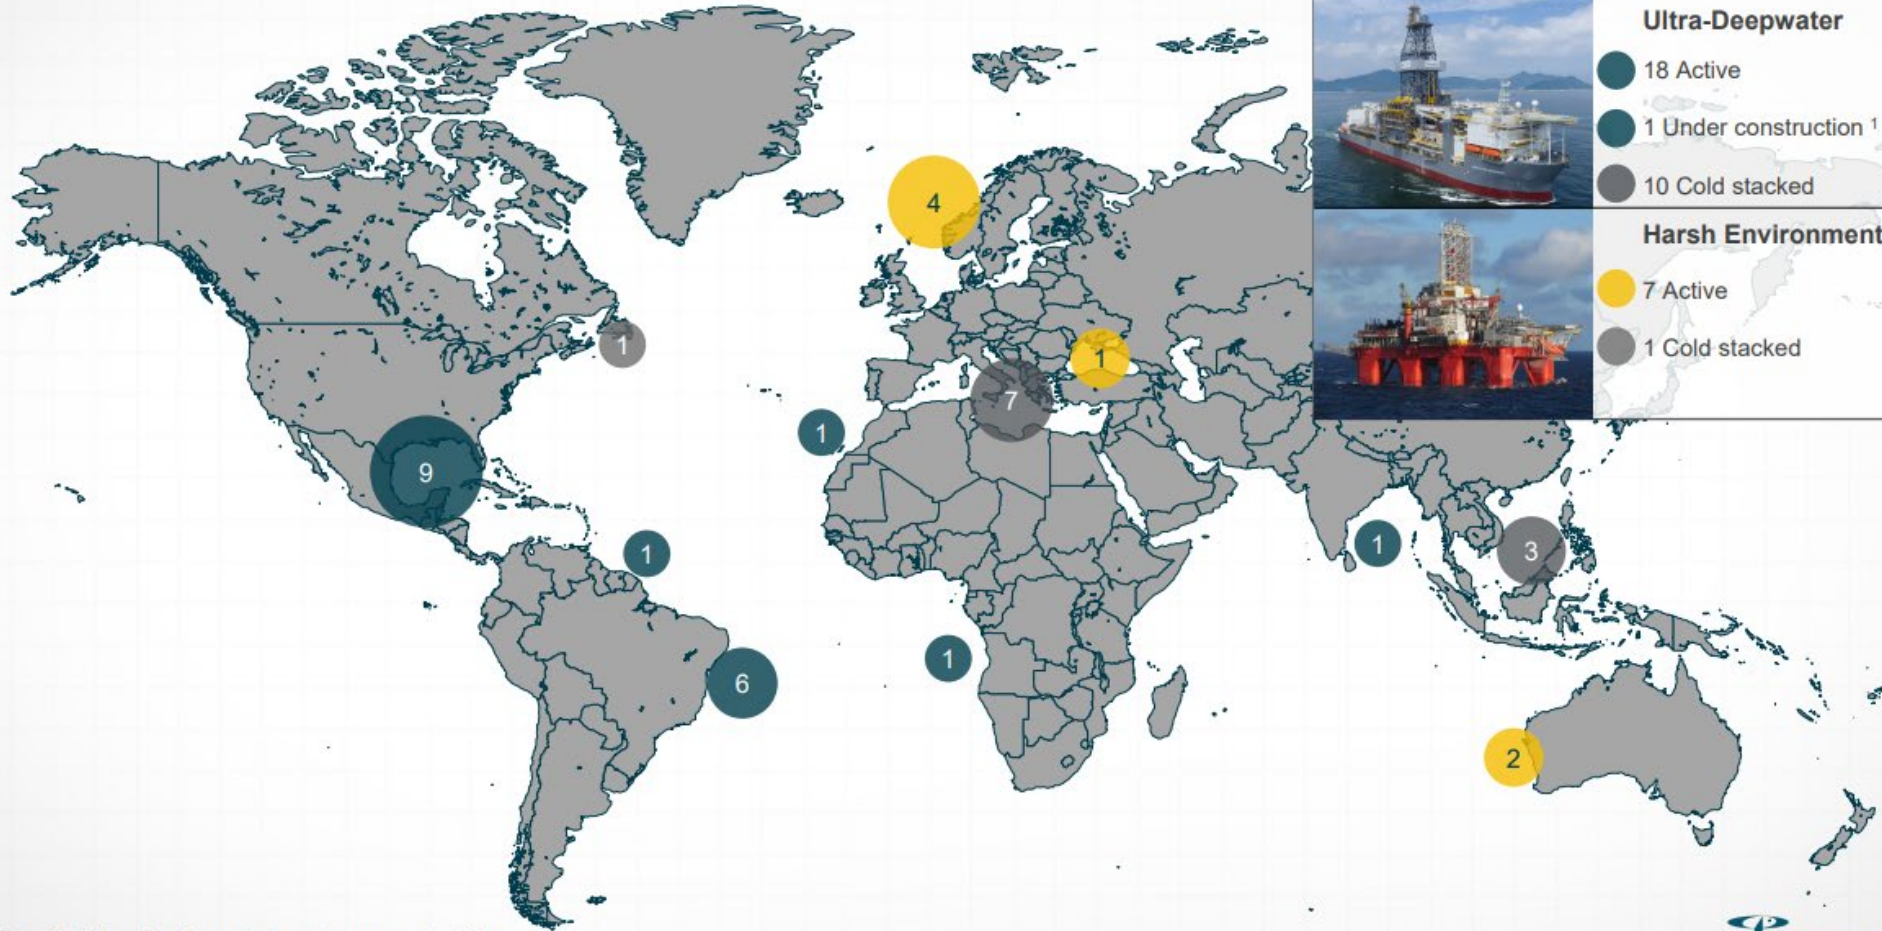 Ultra-Deepwater
18 Active
1 Under construction ¹
10 Cold stacked
Harsh Environment
7 Active
1 Cold stacked
4
1
1
7
1
9
1
1
3
1
6
2